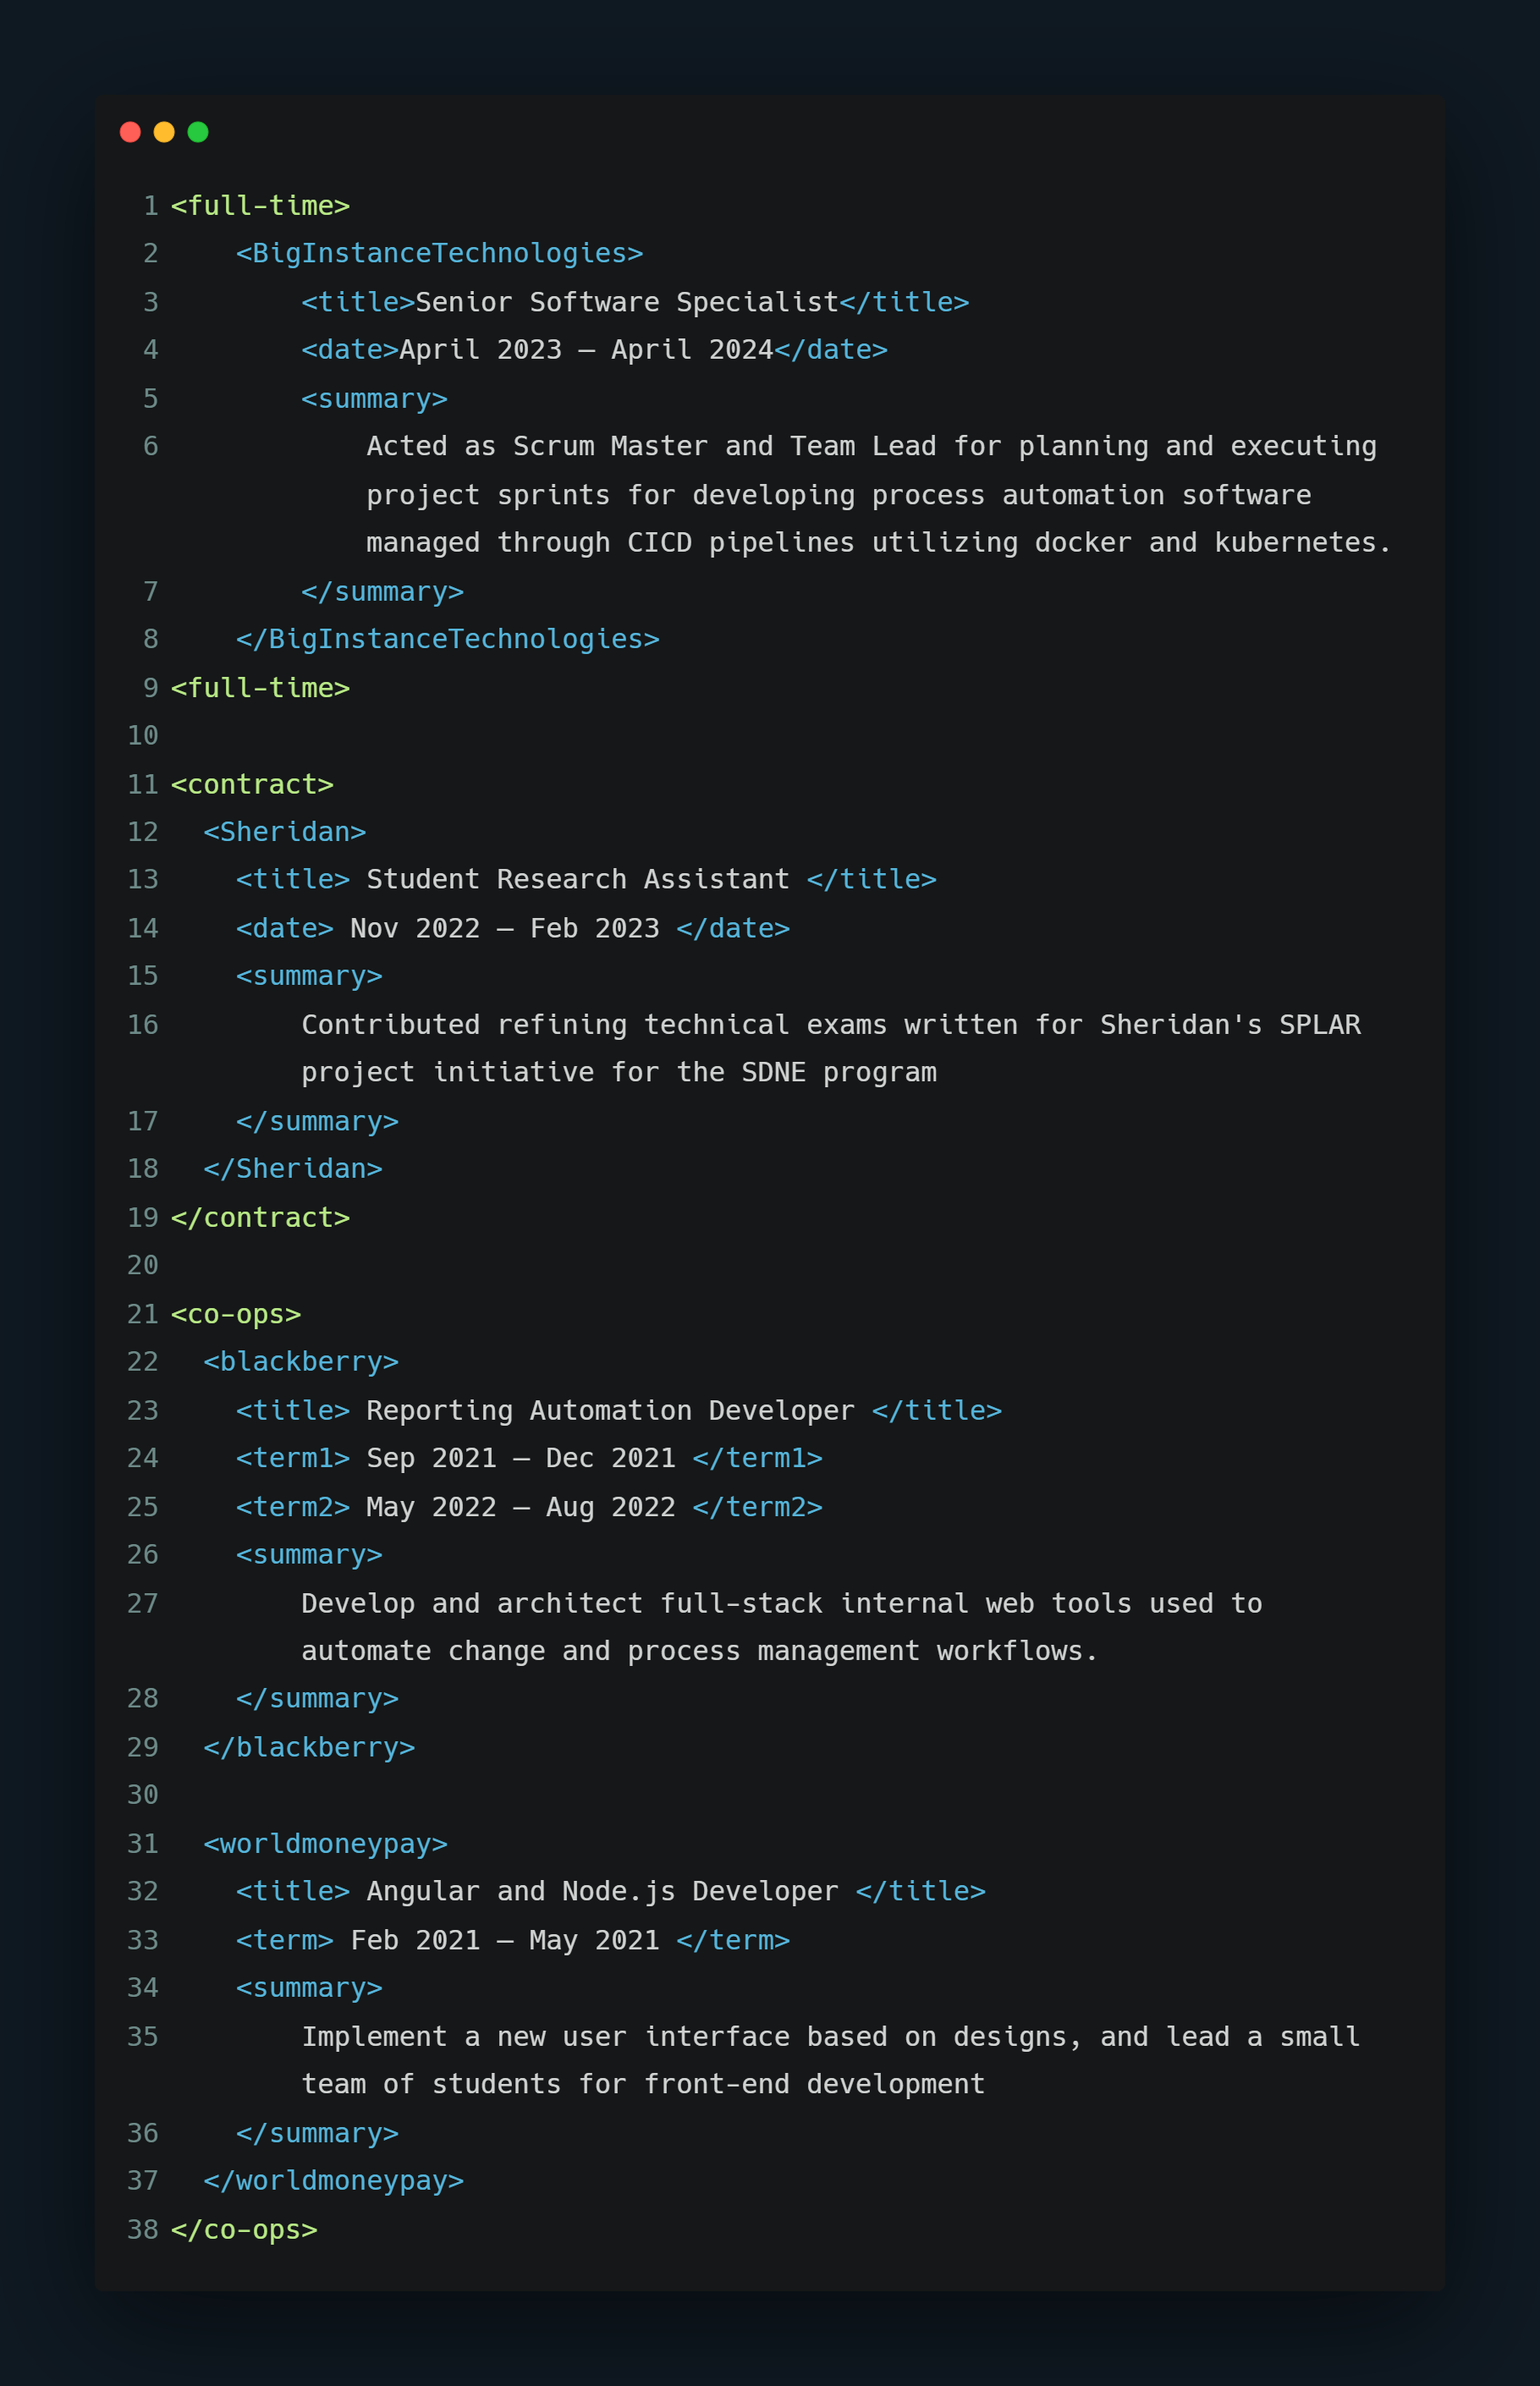 1 <full-time>
2 <BigInstanceTechnologies>
3 <title>Senior Software Specialist</title>
4 <date>April 2023 – April 2024</date>
5 <summary>
6 Acted as Scrum Master and Team Lead for planning and executing
project sprints for developing process automation software
managed through CICD pipelines utilizing docker and kubernetes.
7 </summary>
8 </BigInstanceTechnologies>
9 <full-time>
10
11 <contract>
12 <Sheridan>
13 <title> Student Research Assistant </title>
14 <date> Nov 2022 – Feb 2023 </date>
15 <summary>
16 Contributed refining technical exams written for Sheridan's SPLAR
project initiative for the SDNE program
17 </summary>
18 </Sheridan>
19 </contract>
20
21 <co-ops>
22 <blackberry>
23 <title> Reporting Automation Developer </title>
24 <term1> Sep 2021 – Dec 2021 </term1>
25 <term2> May 2022 – Aug 2022 </term2>
26 <summary>
27 Develop and architect full-stack internal web tools used to
automate change and process management workflows.
28 </summary>
29 </blackberry>
30
31 <worldmoneypay>
32 <title> Angular and Node.js Developer </title>
33 <term> Feb 2021 – May 2021 </term>
34 <summary>
35 Implement a new user interface based on designs, and lead a small
team of students for front-end development
36 </summary>
37 </worldmoneypay>
38 </co-ops>